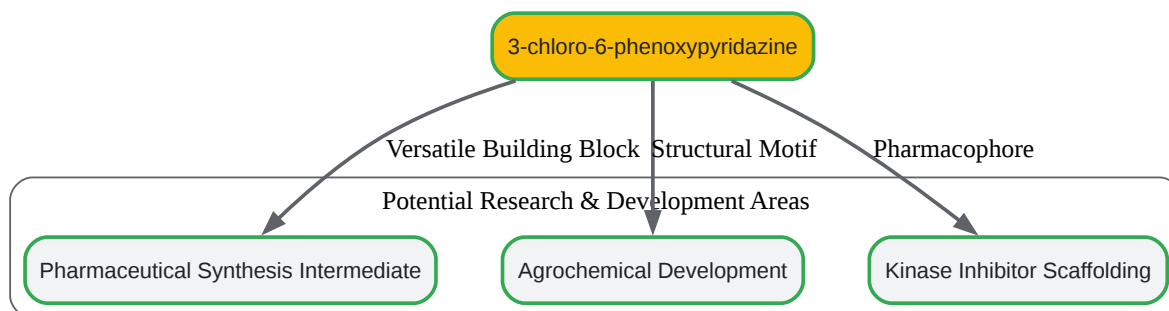 3-chloro-6-phenoxypyridazine
Versatile Building Block
Structural Motif
Pharmacophore
Potential Research & Development Areas
Pharmaceutical Synthesis Intermediate
Agrochemical Development
Kinase Inhibitor Scaffolding